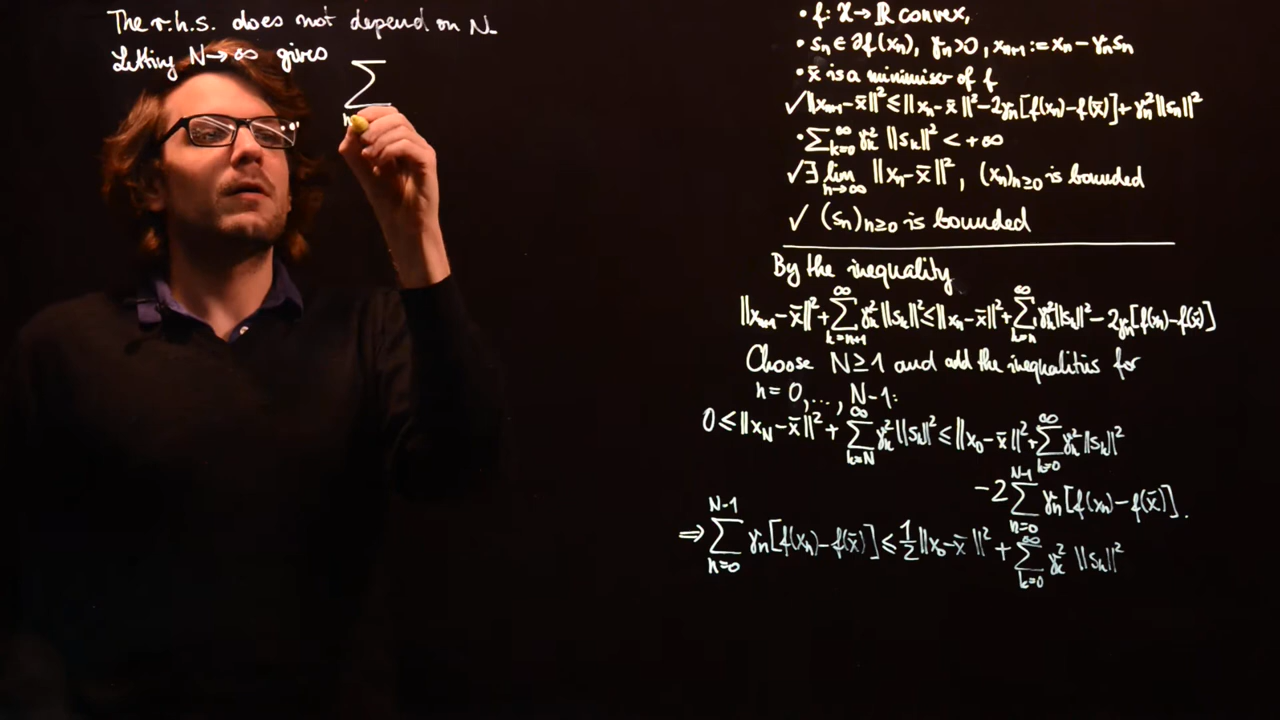 The r.h.s. does not depend on N.
Letting N→∞ gives ∑
• f: X→ℝ convex,
• sₙ ∈ ∂f(xₙ), γₙ>0, xₙ₊₁ := xₙ − γₙsₙ
• x̄ is a minimiser of f
✓ ||xₙ₊₁−x̄||² ≤ ||xₙ−x̄||² − 2γₙ[f(xₙ)−f(x̄)] + γₙ²||sₙ||²
• ∑_{k=0}^{∞} γₖ² ||sₖ||² < +∞
✓ ∃ lim_{n→∞} ||xₙ−x̄||², (xₙ)ₙ≥₀ is bounded
✓ (sₙ)ₙ≥₀ is bounded
By the inequality
||xₙ₊₁−x̄||² + ∑_{k=n+1}^{∞} γₖ²||sₖ||² ≤ ||xₙ−x̄||² + ∑_{k=n}^{∞} γₖ²||sₖ||² − 2γₙ[f(xₙ)−f(x̄)]
Choose N≥1 and add the inequalities for
n=0,..., N-1:
0 ≤ ||x_N−x̄||² + ∑_{k=N}^{∞} γₖ²||sₖ||² ≤ ||x₀−x̄||² + ∑_{k=0}^{∞} γₖ²||sₖ||²
−2 ∑_{n=0}^{N-1} γₙ[f(xₙ)−f(x̄)].
⇒ ∑_{n=0}^{N-1} γₙ[f(xₙ)−f(x̄)] ≤ ½||x₀−x̄||² + ∑_{k=0}^{∞} γₖ² ||sₖ||²